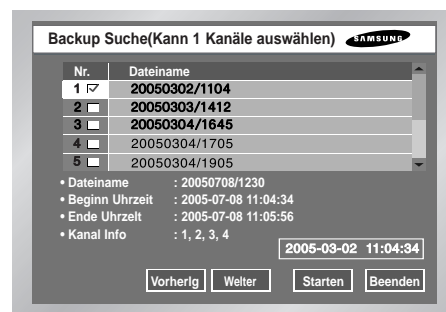 Backup Suche(Kann 1 Kanäle auswählen) SAMSUNG
Nr. Dateiname
1 20050302/1104
2 20050303/1412
3 20050304/1645
4 20050304/1705
5 20050304/1905
• Dateiname : 20050708/1230
• Beginn Uhrzeit : 2005-07-08 11:04:34
• Ende Uhrzelt : 2005-07-08 11:05:56
• Kanal Info : 1, 2, 3, 4
2005-03-02 11:04:34
Vorherlg Welter Starten Beenden